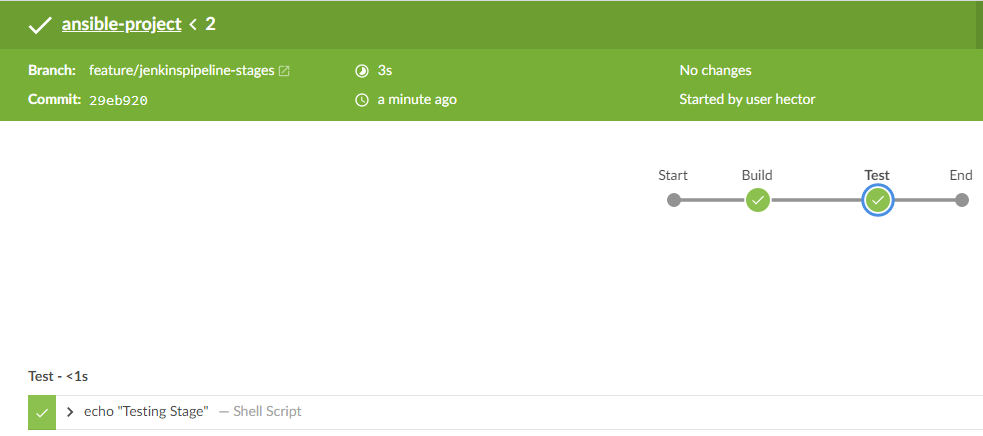 ansible-project < 2
Branch: feature/jenkinspipeline-stages 3s No changes
Commit: 29eb920 a minute ago Started by user hector
Start Build Test End
Test - <1s
echo "Testing Stage" — Shell Script